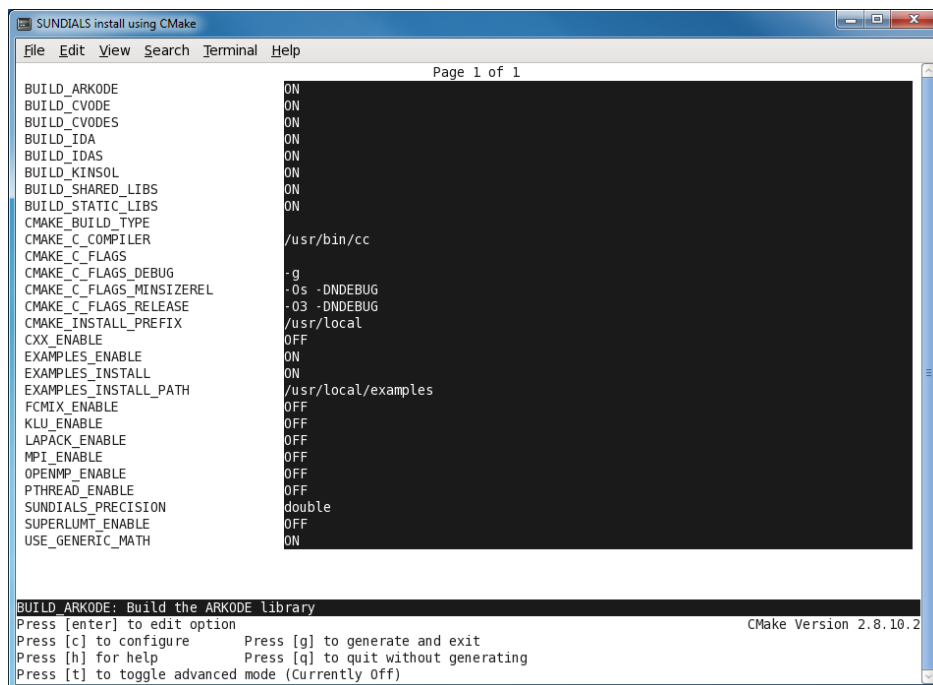 SUNDIALS install using CMake
File Edit View Search Terminal Help
Page 1 of 1
BUILD_ARKODE ON
BUILD_CVODE ON
BUILD_CVODES ON
BUILD_IDA ON
BUILD_IDAS ON
BUILD_KINSOL ON
BUILD_SHARED_LIBS ON
BUILD_STATIC_LIBS ON
CMAKE_BUILD_TYPE
CMAKE_C_COMPILER /usr/bin/cc
CMAKE_C_FLAGS
CMAKE_C_FLAGS_DEBUG -g
CMAKE_C_FLAGS_MINSIZEREL -Os -DNDEBUG
CMAKE_C_FLAGS_RELEASE -O3 -DNDEBUG
CMAKE_INSTALL_PREFIX /usr/local
CXX_ENABLE OFF
EXAMPLES_ENABLE ON
EXAMPLES_INSTALL ON
EXAMPLES_INSTALL_PATH /usr/local/examples
FCMIX_ENABLE OFF
KLU_ENABLE OFF
LAPACK_ENABLE OFF
MPI_ENABLE OFF
OPENMP_ENABLE OFF
PTHREAD_ENABLE OFF
SUNDIALS_PRECISION double
SUPERLUMT_ENABLE OFF
USE_GENERIC_MATH ON
BUILD_ARKODE: Build the ARKODE library
Press [enter] to edit option CMake Version 2.8.10.2
Press [c] to configure Press [g] to generate and exit
Press [h] for help Press [q] to quit without generating
Press [t] to toggle advanced mode (Currently Off)